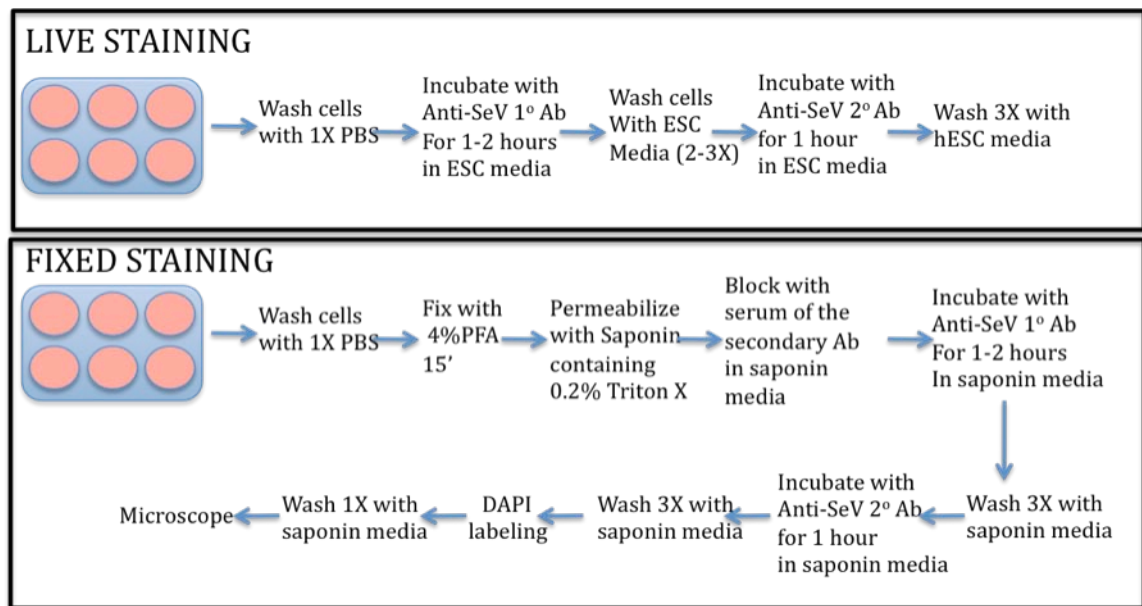 LIVE STAINING
Wash cells
with 1X PBS
Incubate with
Anti-SeV 1º Ab
For 1-2 hours
in ESC media
Wash cells
With ESC
Media (2-3X)
Incubate with
Anti-SeV 2º Ab
for 1 hour
in ESC media
Wash 3X with
hESC media
FIXED STAINING
Wash cells
with 1X PBS
Fix with
4%PFA
15’
Permeabilize
with Saponin
containing
0.2% Triton X
Block with
serum of the
secondary Ab
in saponin
media
Incubate with
Anti-SeV 1º Ab
For 1-2 hours
In saponin media
Wash 3X with
saponin media
Incubate with
Anti-SeV 2º Ab
for 1 hour
in saponin media
Wash 3X with
saponin media
DAPI
labeling
Wash 1X with
saponin media
Microscope